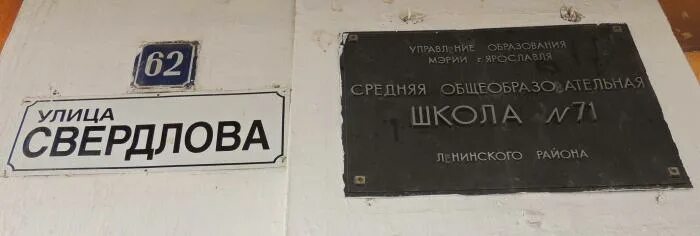 62
УЛИЦА
СВЕРДЛОВА
УПРАВЛЕНИЕ ОБРАЗОВАНИЯ
МЭРИИ г. ЯРОСЛАВЛЯ
СРЕДНЯЯ ОБЩЕОБРАЗОВАТЕЛЬНАЯ
ШКОЛА №71
ЛЕНИНСКОГО РАЙОНА